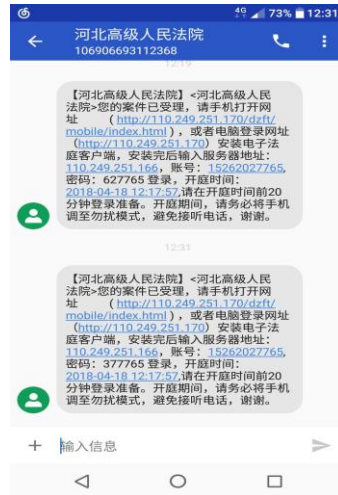 4G 73% 12:31
河北高级人民法院
106906693112368
12:19
【河北高级人民法院】<河北高级人民
法院>您的案件已受理，请手机打开网
址 （http://110.249.251.170/dzft/
mobile/index.html），或者电脑登录网址
（http://110.249.251.170）安装电子法
庭客户端，安装完后输入服务器地址：
110.249.251.166，账号：15262027765,
密码：627765 登录，开庭时间：
2018-04-18 12:17:57,请在开庭时间前20
分钟登录准备。开庭期间，请务必将手机
调至勿扰模式，避免接听电话，谢谢。
12:31
【河北高级人民法院】<河北高级人民
法院>您的案件已受理，请手机打开网
址 （http://110.249.251.170/dzft/
mobile/index.html），或者电脑登录网址
（http://110.249.251.170）安装电子法
庭客户端，安装完后输入服务器地址：
110.249.251.166，账号：15262027765,
密码：377765 登录，开庭时间：
2018-04-18 12:17:57,请在开庭时间前20
分钟登录准备。开庭期间，请务必将手机
调至勿扰模式，避免接听电话，谢谢。
输入信息